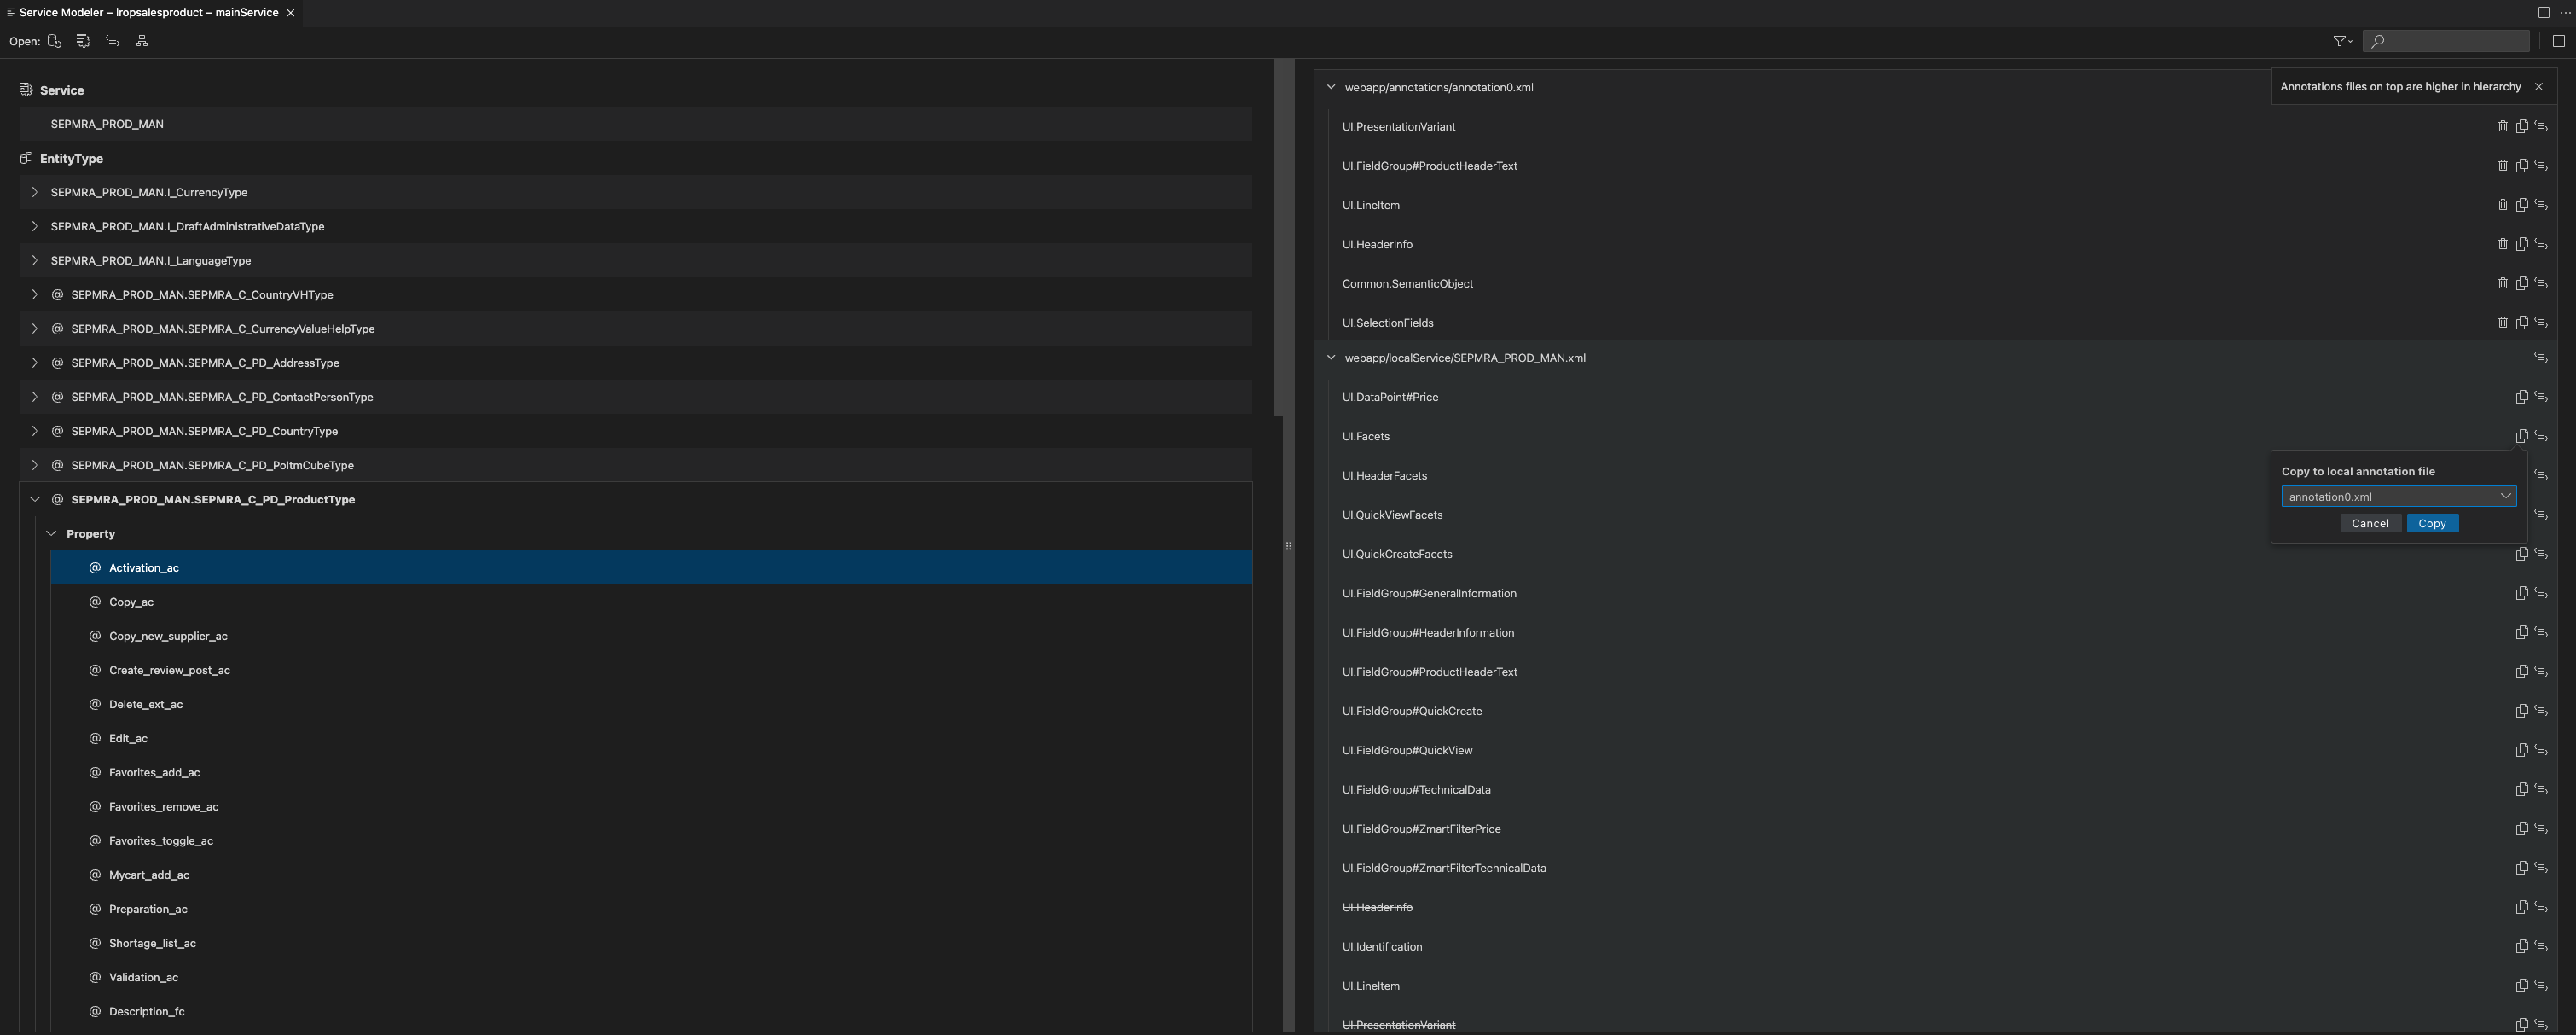 Service Modeler – lropsalesproduct – mainService
Open:
Service
SEPMRA_PROD_MAN
EntityType
SEPMRA_PROD_MAN.I_CurrencyType
SEPMRA_PROD_MAN.I_DraftAdministrativeDataType
SEPMRA_PROD_MAN.I_LanguageType
@ SEPMRA_PROD_MAN.SEPMRA_C_CountryVHType
@ SEPMRA_PROD_MAN.SEPMRA_C_CurrencyValueHelpType
@ SEPMRA_PROD_MAN.SEPMRA_C_PD_AddressType
@ SEPMRA_PROD_MAN.SEPMRA_C_PD_ContactPersonType
@ SEPMRA_PROD_MAN.SEPMRA_C_PD_CountryType
@ SEPMRA_PROD_MAN.SEPMRA_C_PD_PoItmCubeType
@ SEPMRA_PROD_MAN.SEPMRA_C_PD_ProductType
Property
@ Activation_ac
@ Copy_ac
@ Copy_new_supplier_ac
@ Create_review_post_ac
@ Delete_ext_ac
@ Edit_ac
@ Favorites_add_ac
@ Favorites_remove_ac
@ Favorites_toggle_ac
@ Mycart_add_ac
@ Preparation_ac
@ Shortage_list_ac
@ Validation_ac
@ Description_fc
webapp/annotations/annotation0.xml
Annotations files on top are higher in hierarchy
UI.PresentationVariant
UI.FieldGroup#ProductHeaderText
UI.LineItem
UI.HeaderInfo
Common.SemanticObject
UI.SelectionFields
webapp/localService/SEPMRA_PROD_MAN.xml
UI.DataPoint#Price
UI.Facets
UI.HeaderFacets
UI.QuickViewFacets
UI.QuickCreateFacets
UI.FieldGroup#GeneralInformation
UI.FieldGroup#HeaderInformation
UI.FieldGroup#ProductHeaderText
UI.FieldGroup#QuickCreate
UI.FieldGroup#QuickView
UI.FieldGroup#TechnicalData
UI.FieldGroup#ZmartFilterPrice
UI.FieldGroup#ZmartFilterTechnicalData
UI.HeaderInfo
UI.Identification
UI.LineItem
UI.PresentationVariant
Copy to local annotation file
annotation0.xml
Cancel Copy